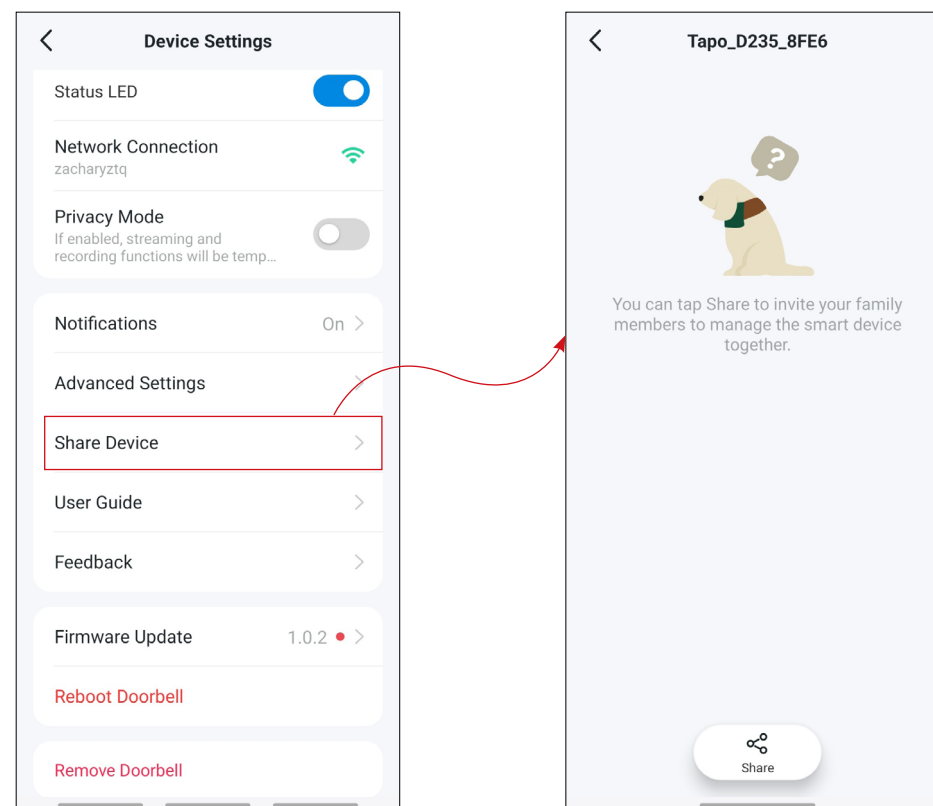 Device Settings
Status LED
Network Connection
zacharyztq
Privacy Mode
If enabled, streaming and
recording functions will be temp...
Notifications
On
Advanced Settings
Share Device
User Guide
Feedback
Firmware Update
1.0.2
Reboot Doorbell
Remove Doorbell
Tapo_D235_8FE6
?
You can tap Share to invite your family
members to manage the smart device
together.
Share